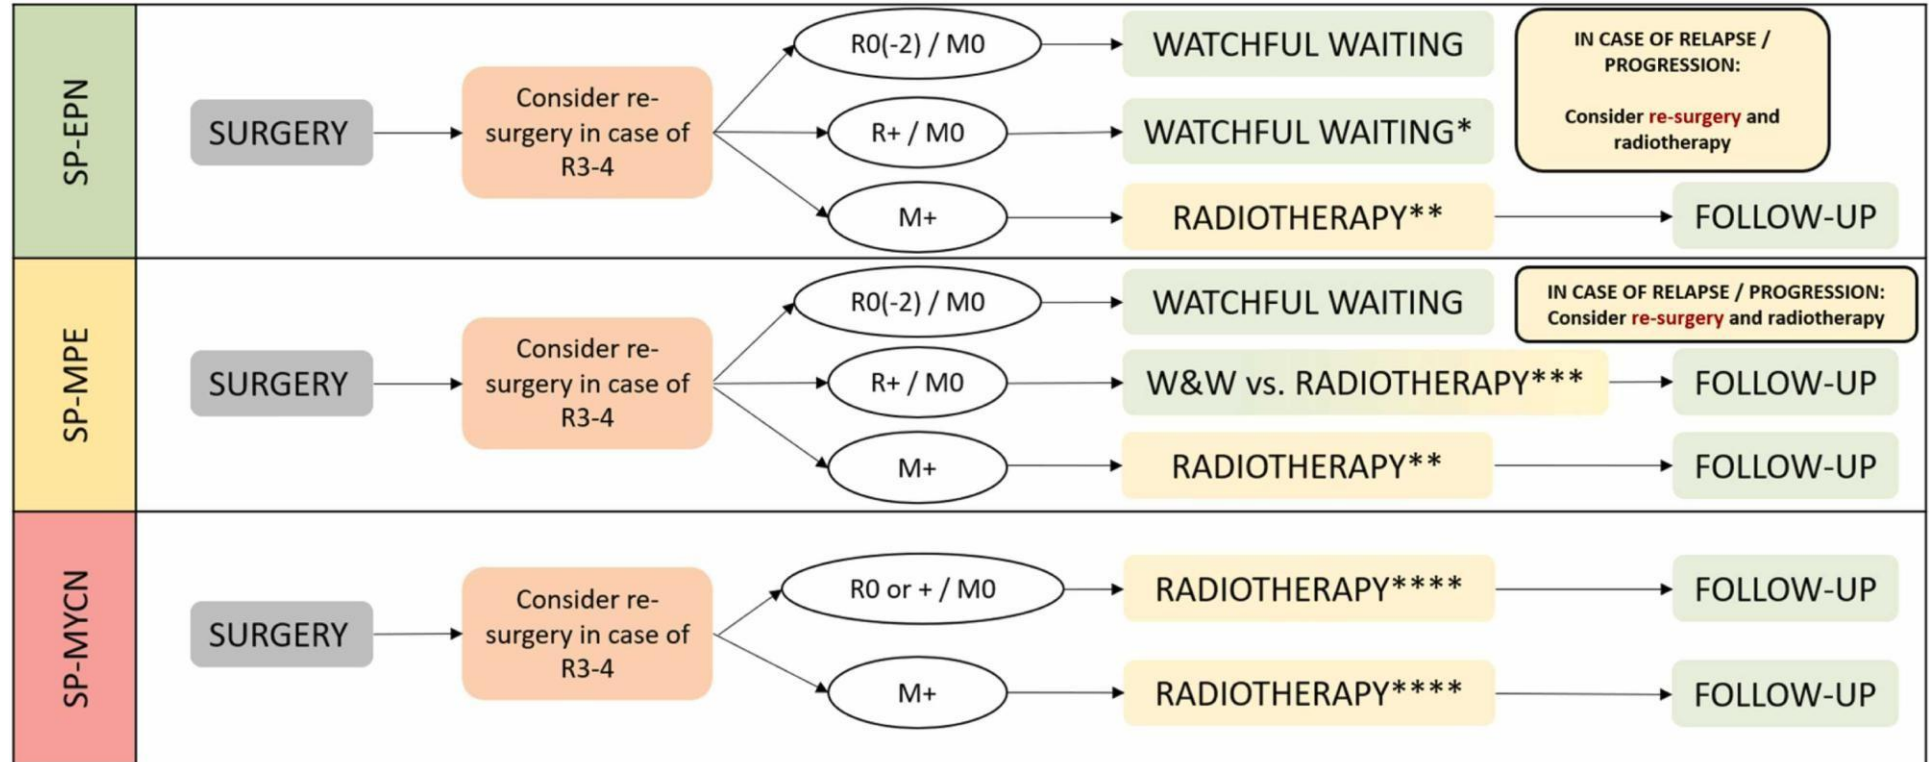 SP-EPN
SURGERY
Consider re-
surgery in case of
R3-4
R0(-2) / M0
WATCHFUL WAITING
R+ / M0
WATCHFUL WAITING*
M+
RADIOTHERAPY**
FOLLOW-UP
IN CASE OF RELAPSE /
PROGRESSION:
Consider re-surgery and
radiotherapy
SP-MPE
SURGERY
Consider re-
surgery in case of
R3-4
R0(-2) / M0
WATCHFUL WAITING
IN CASE OF RELAPSE / PROGRESSION:
Consider re-surgery and radiotherapy
R+ / M0
W&W vs. RADIOTHERAPY***
FOLLOW-UP
M+
RADIOTHERAPY**
FOLLOW-UP
SP-MYCN
SURGERY
Consider re-
surgery in case of
R3-4
R0 or + / M0
RADIOTHERAPY****
FOLLOW-UP
M+
RADIOTHERAPY****
FOLLOW-UP